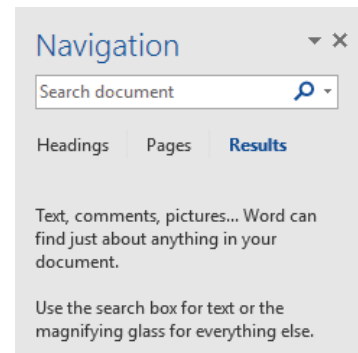 Navigation
Search document
Headings Pages Results
Text, comments, pictures... Word can
find just about anything in your
document.
Use the search box for text or the
magnifying glass for everything else.